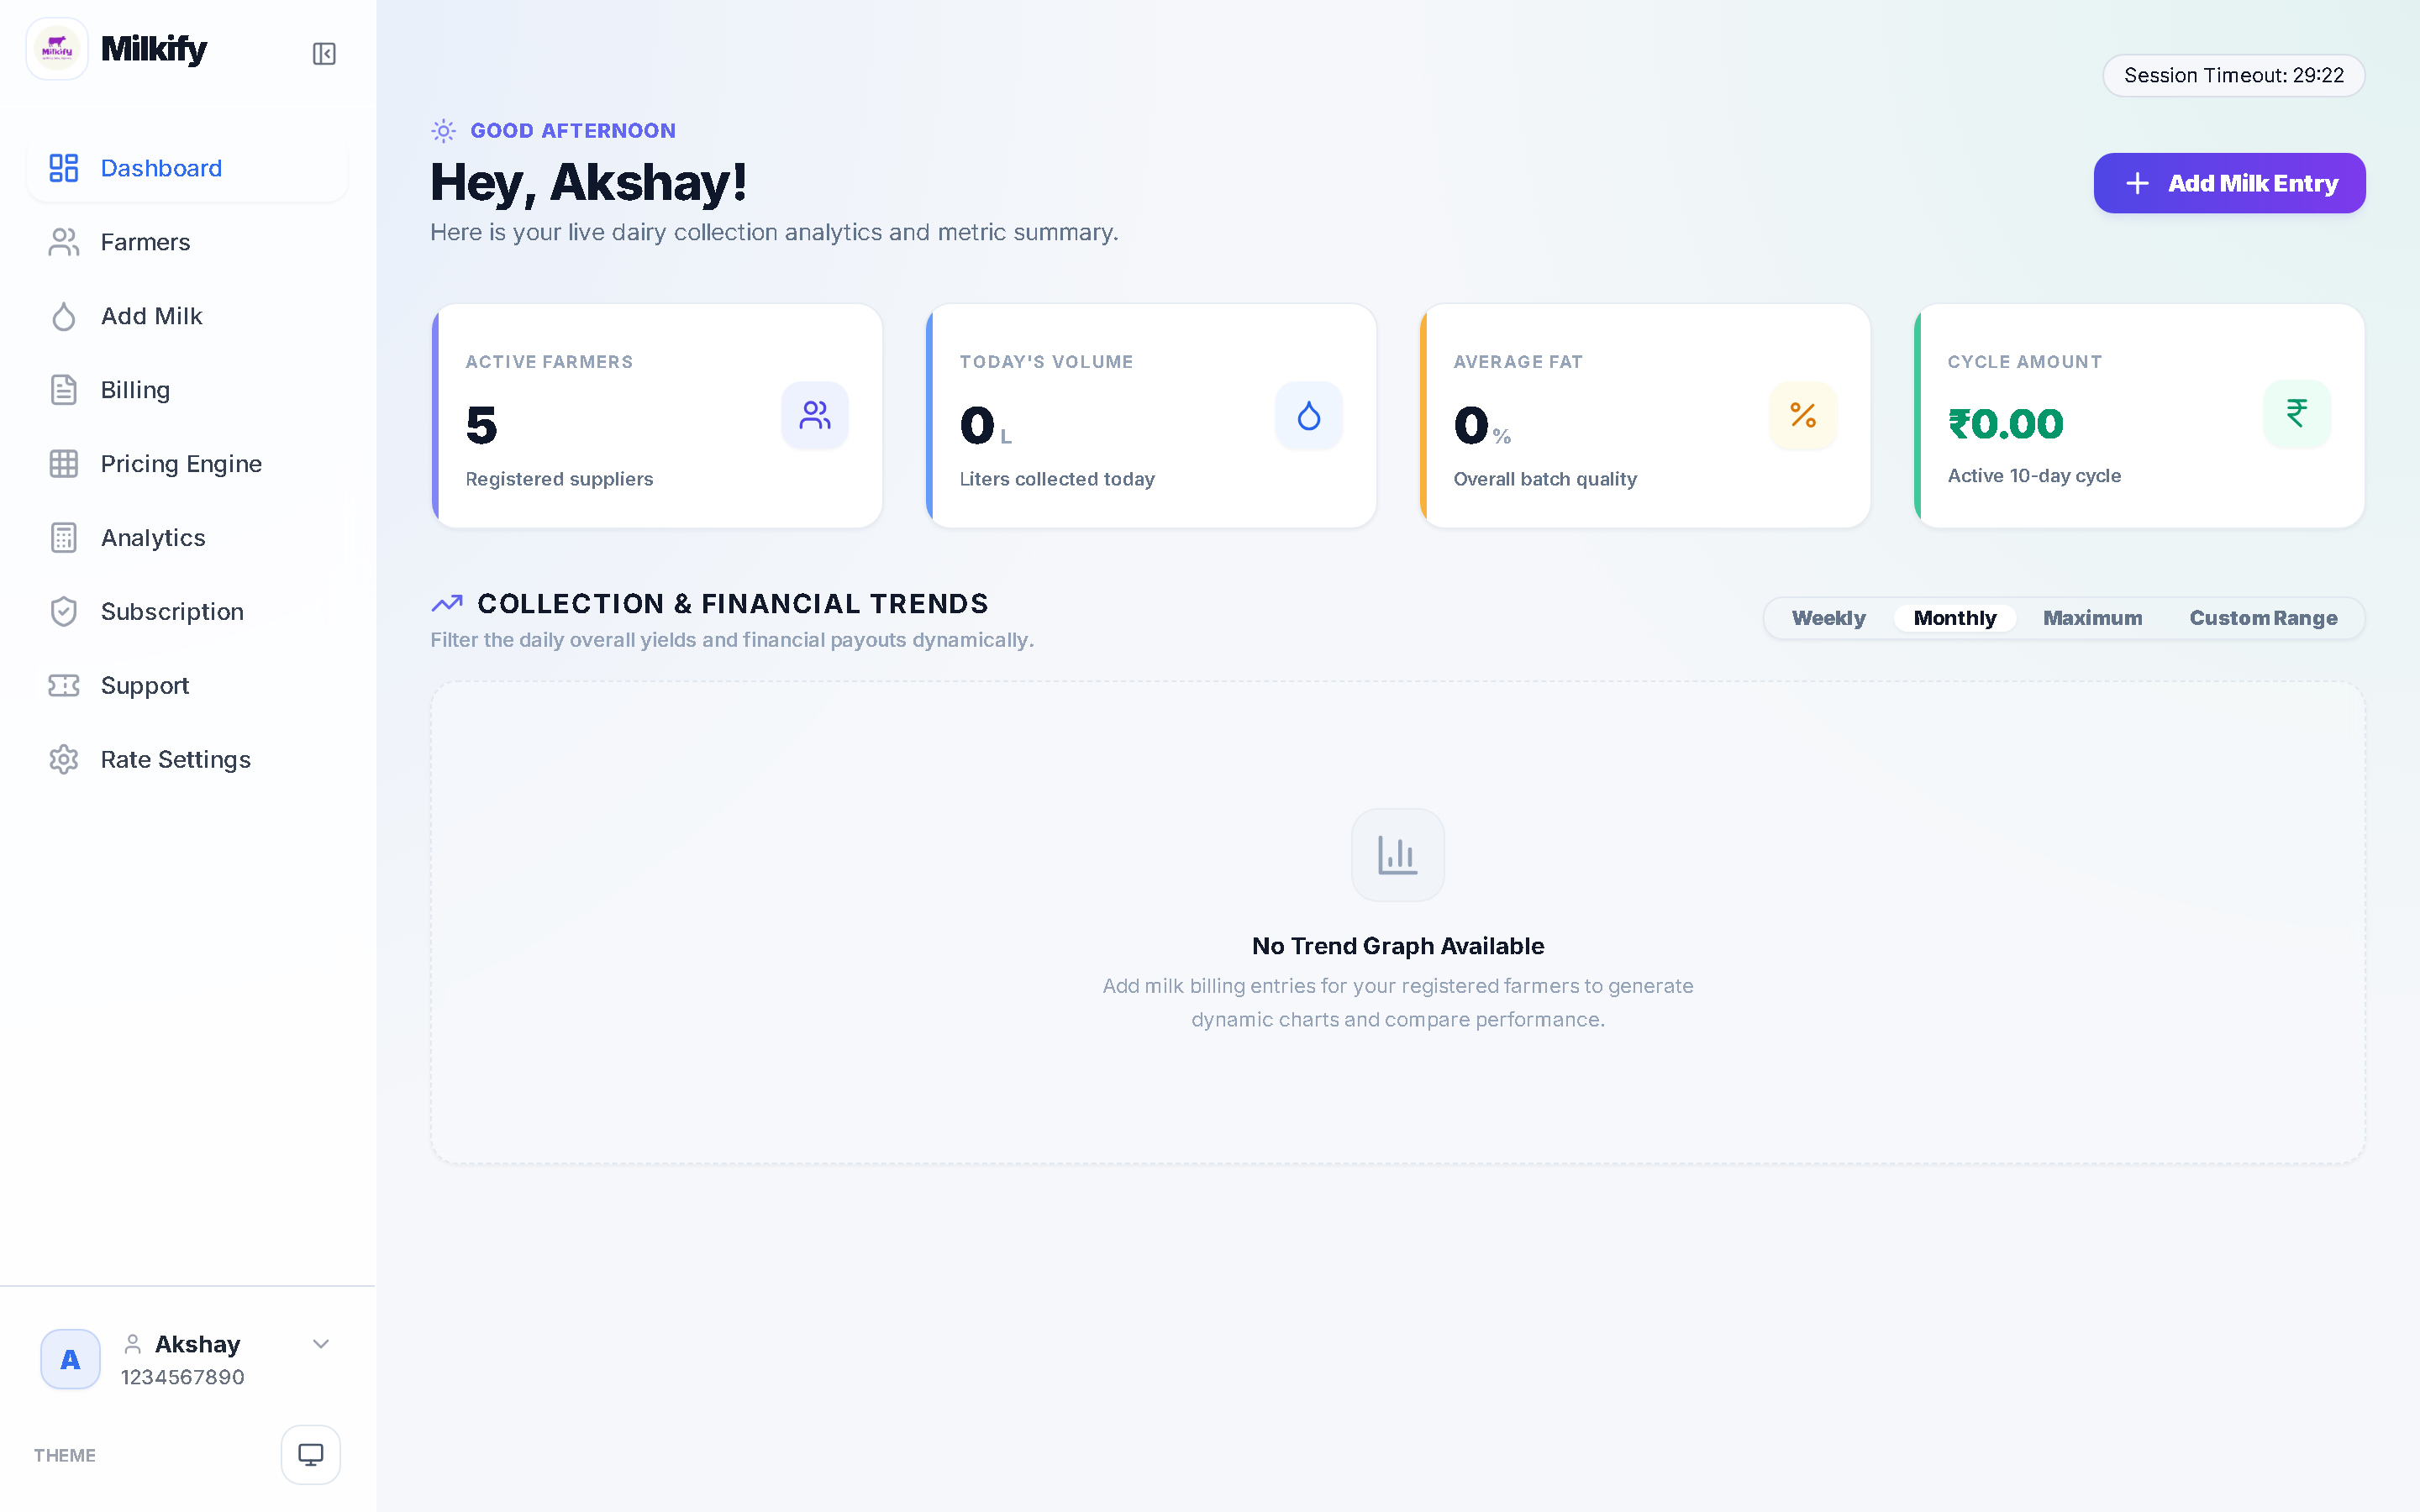 Milkify
Milkify
Dashboard
Farmers
Add Milk
Billing
Pricing Engine
Analytics
Subscription
Support
Rate Settings
A
Akshay
1234567890
THEME
Session Timeout: 29:22
GOOD AFTERNOON
Hey, Akshay!
Here is your live dairy collection analytics and metric summary.
Add Milk Entry
ACTIVE FARMERS
5
Registered suppliers
TODAY'S VOLUME
0 L
Liters collected today
AVERAGE FAT
0 %
Overall batch quality
CYCLE AMOUNT
₹0.00
₹
Active 10-day cycle
COLLECTION & FINANCIAL TRENDS
Filter the daily overall yields and financial payouts dynamically.
Weekly Monthly Maximum Custom Range
No Trend Graph Available
Add milk billing entries for your registered farmers to generate
dynamic charts and compare performance.